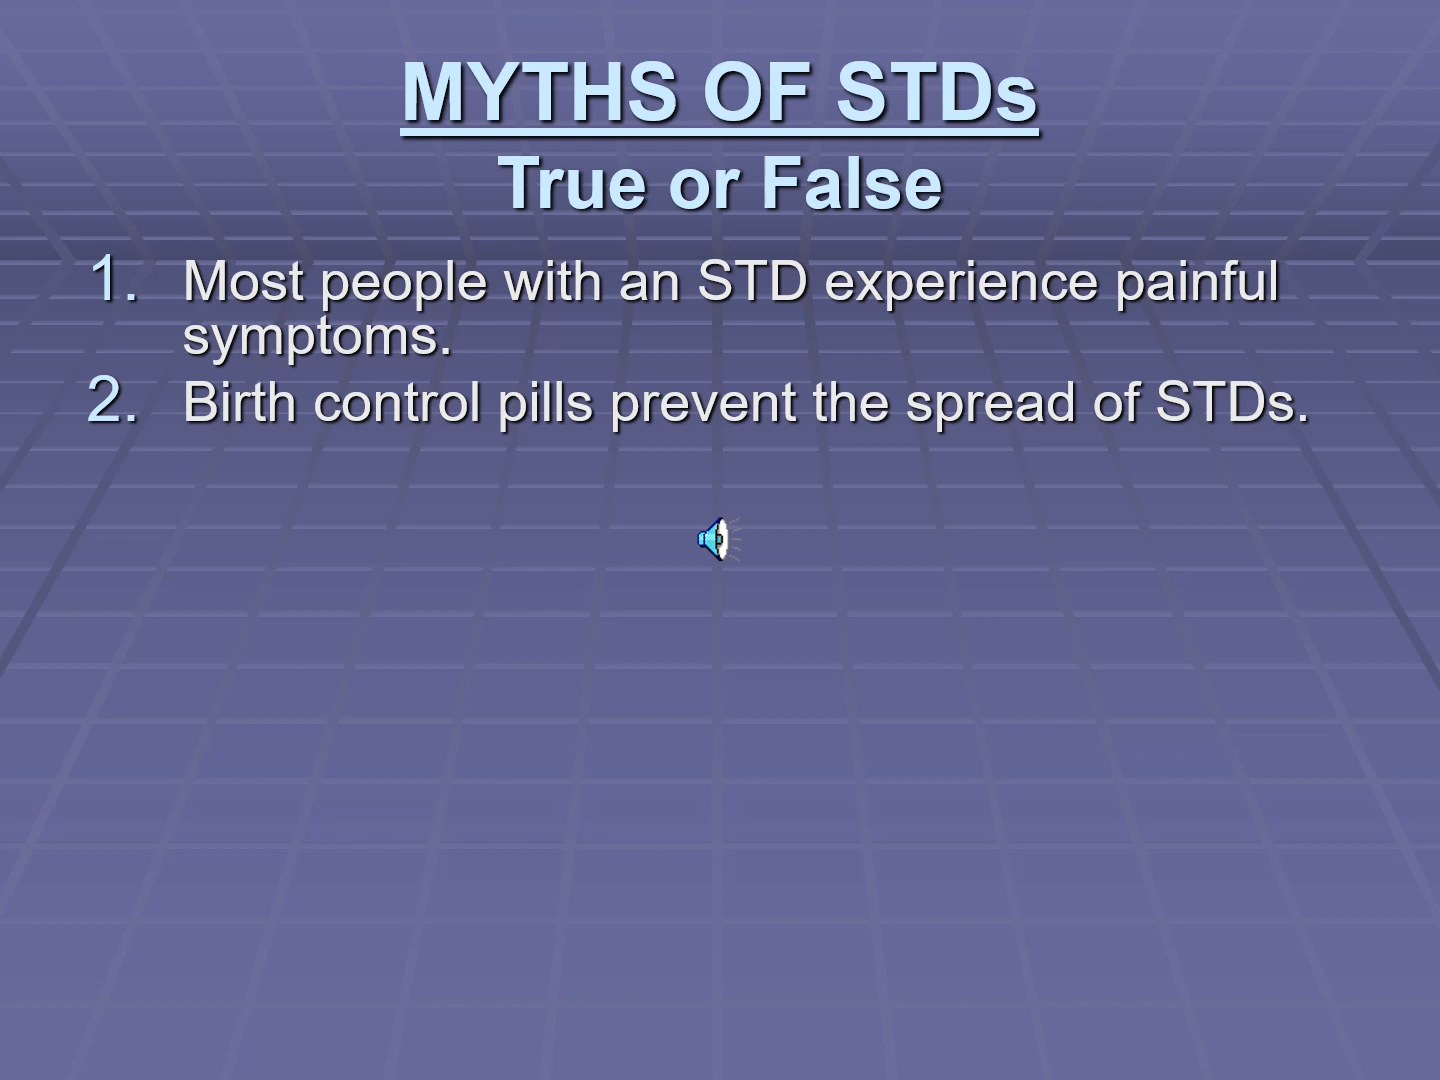 MYTHS OF STDs
True or False
1. Most people with an STD experience painful
symptoms.
2. Birth control pills prevent the spread of STDs.